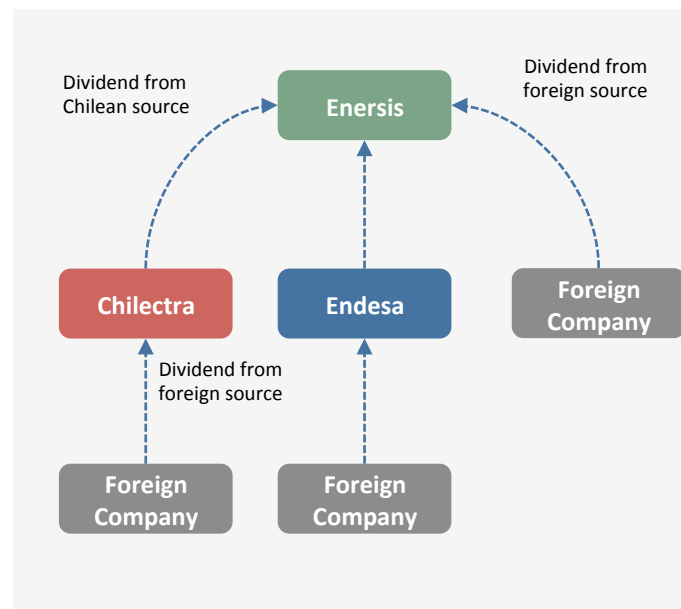 Dividend from
Chilean source
Enersis
Dividend from
foreign source
Chilectra
Endesa
Foreign
Company
Dividend from
foreign source
Foreign
Company
Foreign
Company